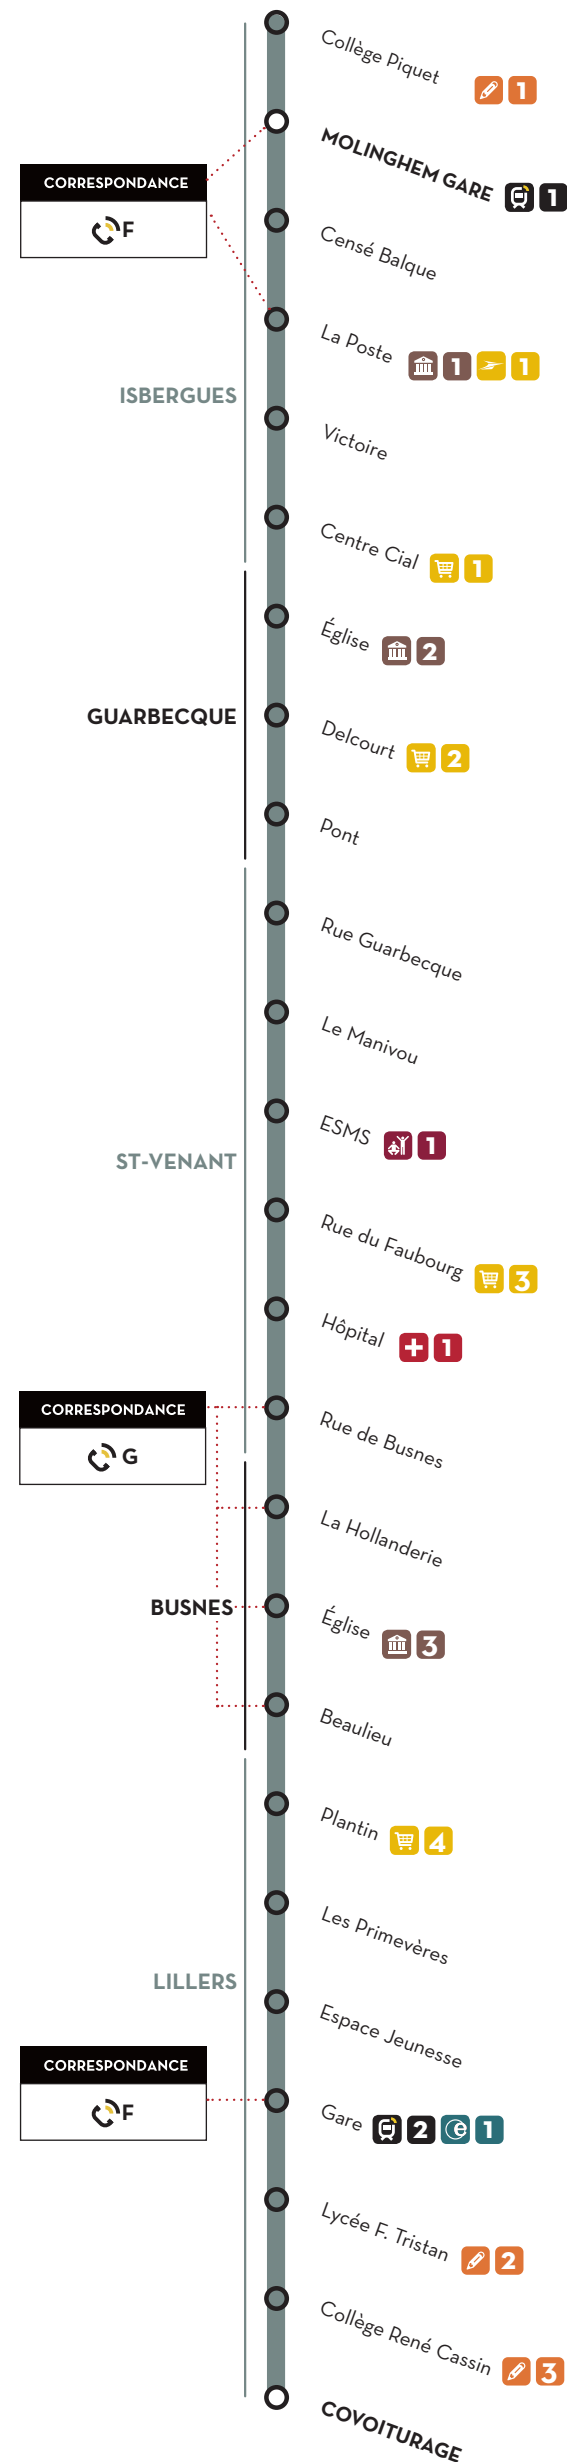 Collège Piquet
1
MOLINGHEM GARE
1
CORRESPONDANCE
F
Censé Balque
La Poste
1
1
ISBERGUES
Victoire
Centre Cial
1
Église
2
GUARBECQUE
Delcourt
2
Pont
Rue Guarbecque
Le Manivou
ESMS
1
ST-VENANT
Rue du Faubourg
3
Hôpital
1
CORRESPONDANCE
G
Rue de Busnes
La Hollanderie
BUSNES
Église
3
Beaulieu
Plantin
4
Les Primevères
LILLERS
Espace Jeunesse
CORRESPONDANCE
F
Gare
2
e
1
Lycée F. Tristan
2
Collège René Cassin
3
COVOITURAGE